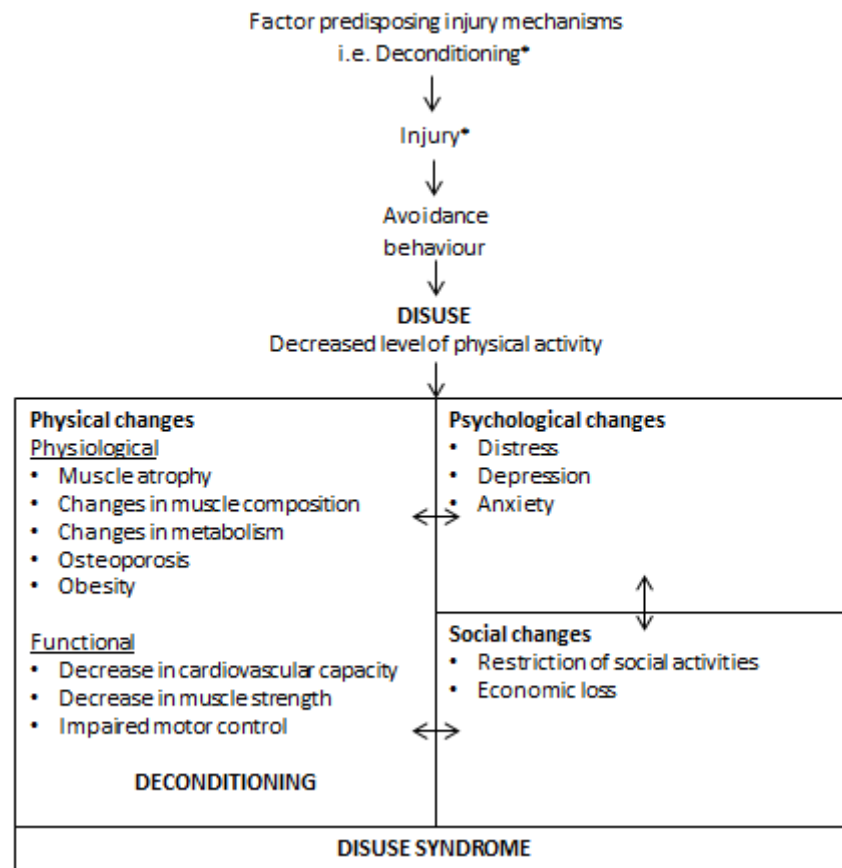 Factor predisposing injury mechanisms
i.e. Deconditioning*
Injury*
Avoidance
behaviour
DISUSE
Decreased level of physical activity
Physical changes
Physiological
• Muscle atrophy
• Changes in muscle composition
• Changes in metabolism
• Osteoporosis
• Obesity
Functional
• Decrease in cardiovascular capacity
• Decrease in muscle strength
• Impaired motor control
DECONDITIONING
Psychological changes
• Distress
• Depression
• Anxiety
Social changes
• Restriction of social activities
• Economic loss
DISUSE SYNDROME